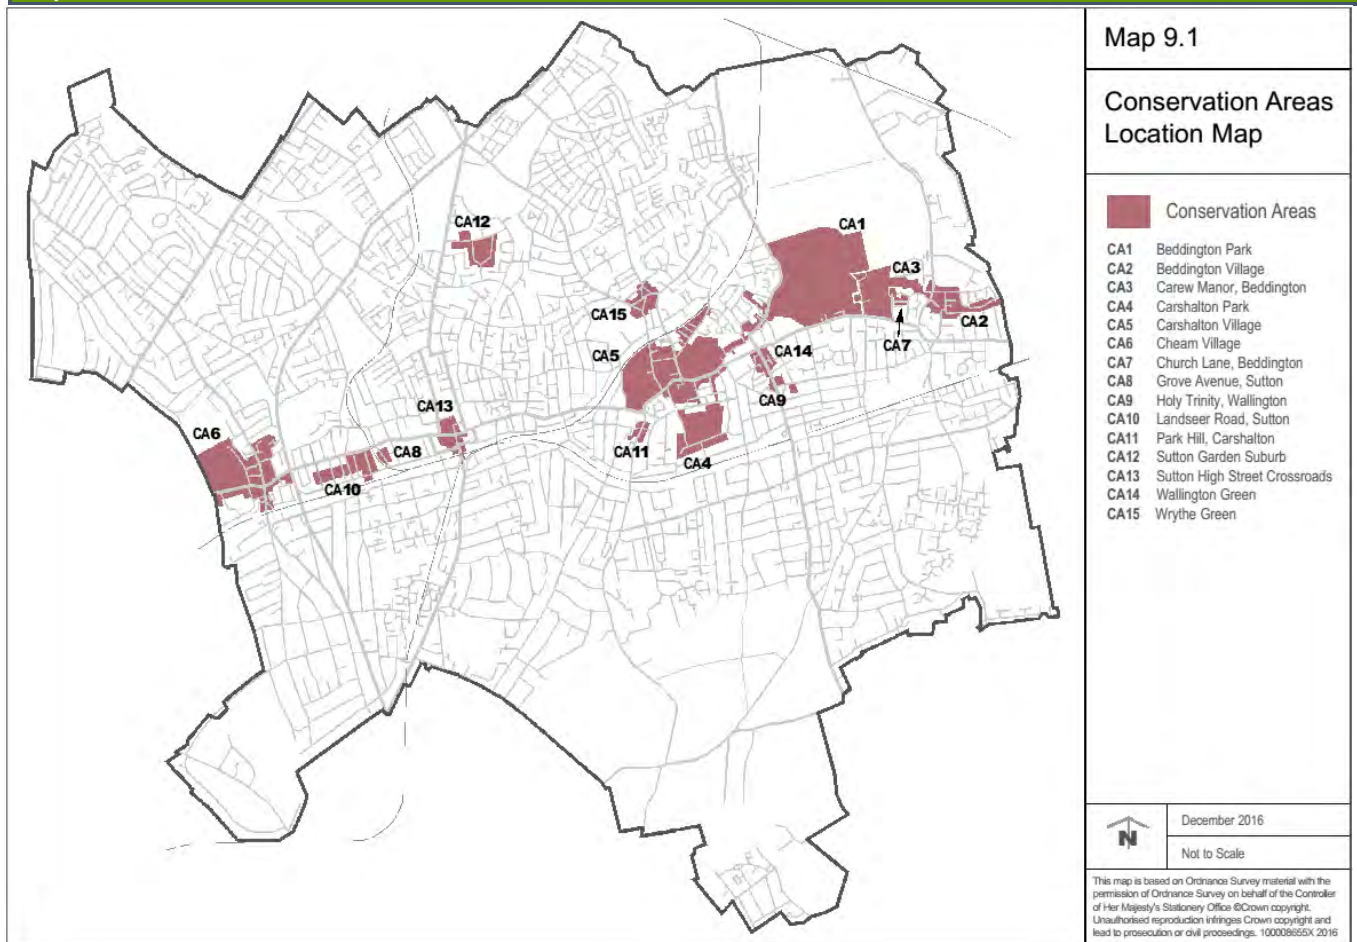 Map 9.1
Conservation Areas
Location Map
Conservation Areas
CA1 Beddington Park
CA2 Beddington Village
CA3 Carew Manor, Beddington
CA4 Carshalton Park
CA5 Carshalton Village
CA6 Cheam Village
CA7 Church Lane, Beddington
CA8 Grove Avenue, Sutton
CA9 Holy Trinity, Wallington
CA10 Landseer Road, Sutton
CA11 Park Hill, Carshalton
CA12 Sutton Garden Suburb
CA13 Sutton High Street Crossroads
CA14 Wallington Green
CA15 Wrythe Green
CA12
CA1
CA3
CA15
CA2
CA5
CA14
CA7
CA9
CA13
CA6
CA11
CA8
CA4
CA10
N
December 2016
Not to Scale
This map is based on Ordnance Survey material with the
permission of Ordnance Survey on behalf of the Controller
of Her Majesty's Stationery Office ©Crown copyright.
Unauthorised reproduction infringes Crown copyright and
lead to prosecution or civil proceedings. 100008655X 2016